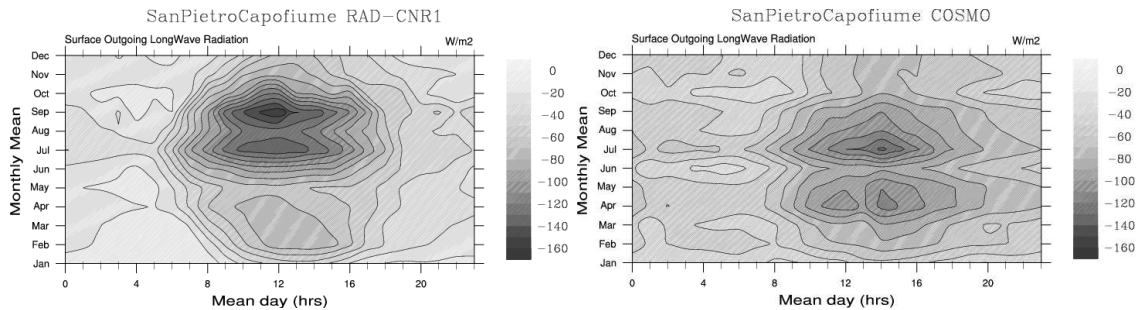 SanPietroCapofiume RAD-CNR1
Surface Outgoing LongWave Radiation W/m2
Monthly Mean
Dec
Nov
Oct
Sep
Aug
Jul
Jun
May
Apr
Mar
Feb
Jan
0 4 8 12 16 20
Mean day (hrs)
0
-20
-40
-60
-80
-100
-120
-140
-160
SanPietroCapofiume COSMO
Surface Outgoing LongWave Radiation W/m2
Monthly Mean
Dec
Nov
Oct
Sep
Aug
Jul
Jun
May
Apr
Mar
Feb
Jan
0 4 8 12 16 20
Mean day (hrs)
0
-20
-40
-60
-80
-100
-120
-140
-160